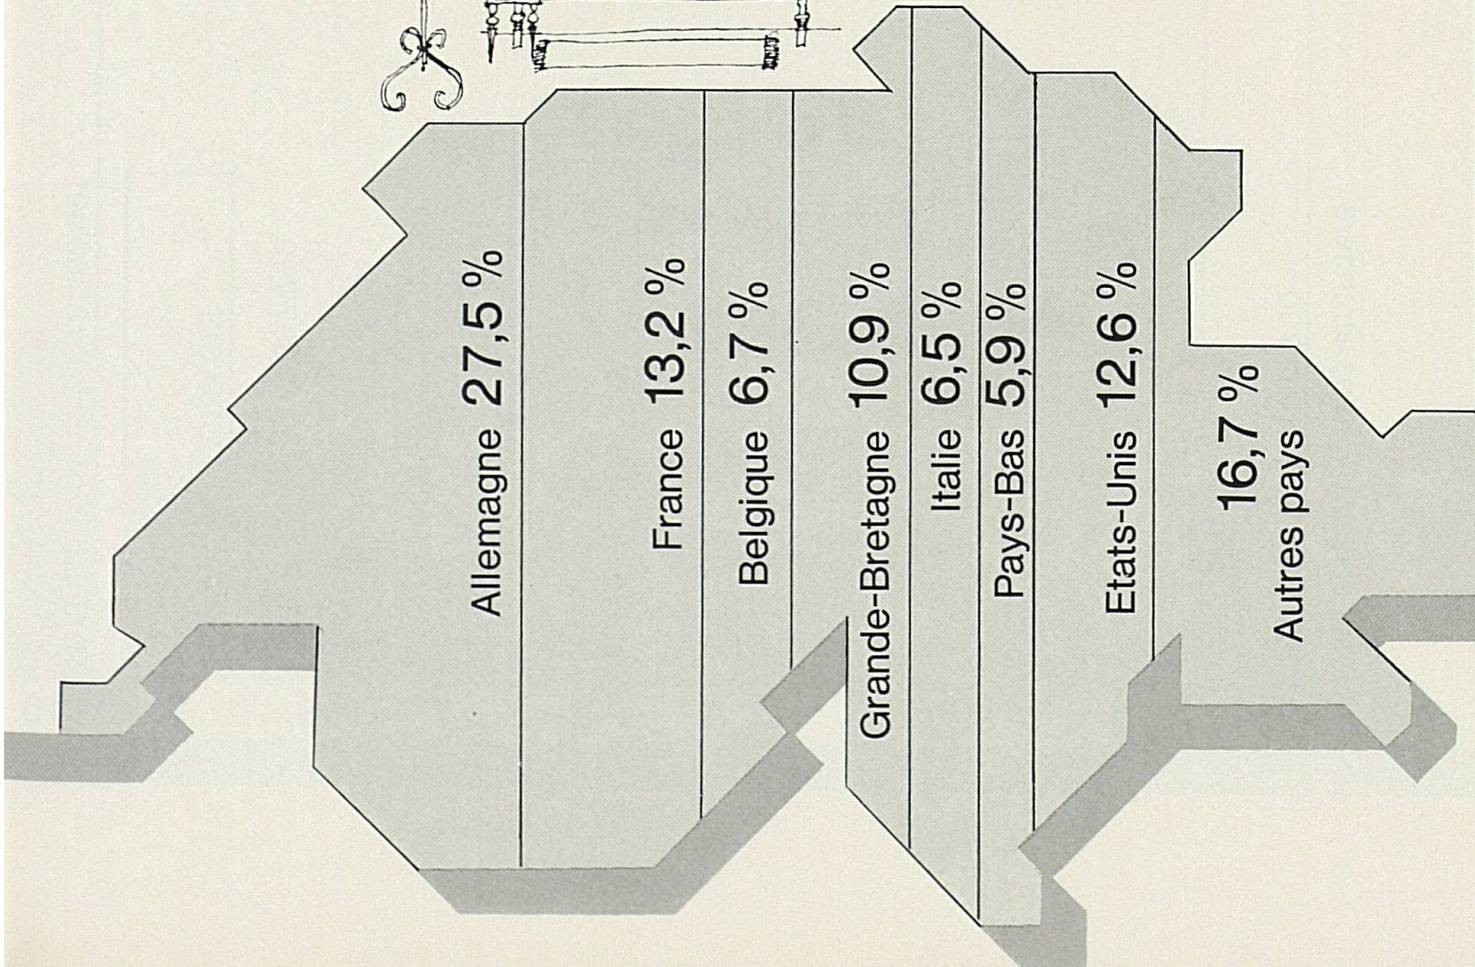 Allemagne 27,5 %
France 13,2 %
Belgique 6,7 %
Grande-Bretagne 10,9 %
Italie 6,5 %
Pays-Bas 5,9 %
Etats-Unis 12,6 %
16,7 %
Autres pays